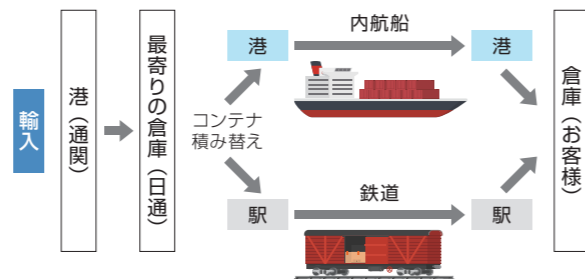 輸入
港（通関）
最寄りの倉庫（日通）
コンテナ
積み替え
港
内航船
港
駅
鉄道
駅
倉庫（お客様）